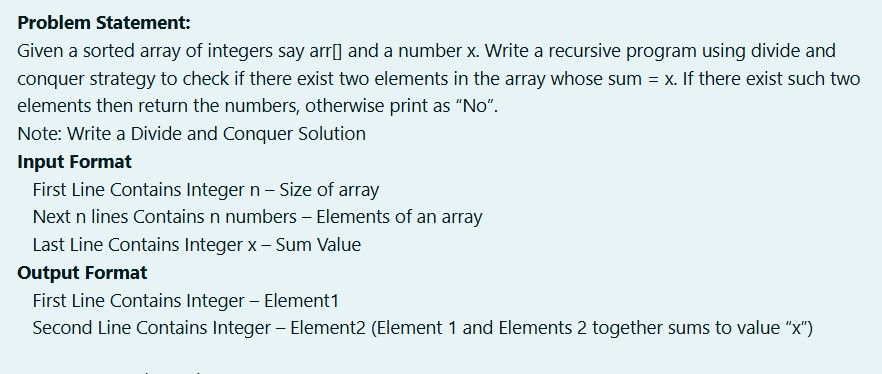 Problem Statement:
Given a sorted array of integers say arr[] and a number x. Write a recursive program using divide and
conquer strategy to check if there exist two elements in the array whose sum = x. If there exist such two
elements then return the numbers, otherwise print as “No”.
Note: Write a Divide and Conquer Solution
Input Format
First Line Contains Integer n – Size of array
Next n lines Contains n numbers – Elements of an array
Last Line Contains Integer x – Sum Value
Output Format
First Line Contains Integer – Element1
Second Line Contains Integer – Element2 (Element 1 and Elements 2 together sums to value “x”)